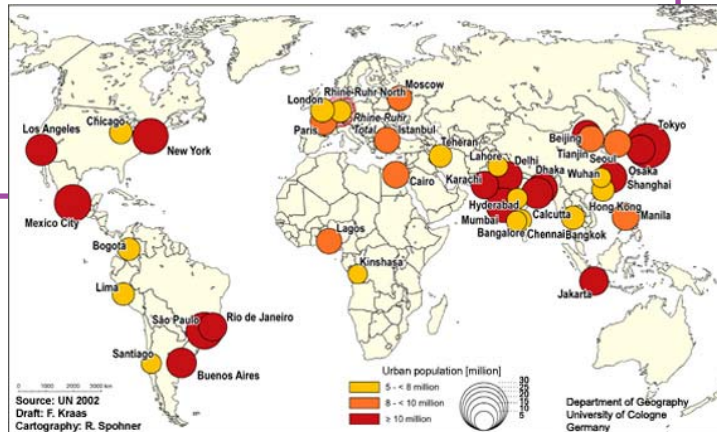 Moscow
Rhine-Ruhr North
London
Rhine-Ruhr
Total
Paris
Istanbul
Chicago
Los Angeles
New York
Mexico City
Bogota
Lima
São Paulo
Rio de Janeiro
Santiago
Buenos Aires
Cairo
Lagos
Kinshasa
Teheran
Lahore
Delhi
Karachi
Dhaka
Hyderabad
Calcutta
Mumbai
Bangalore
Chennai
Bangkok
Beijing
Tianjin
Seoul
Tokyo
Osaka
Wuhan
Shanghai
Hong Kong
Manila
Jakarta
0 1000 2000 3000 km
Source: UN 2002
Draft: F. Kraas
Cartography: R. Spohner
Urban population [million]
5 - < 8 million
8 - < 10 million
≥ 10 million
30
25
20
15
10
5
Department of Geography
University of Cologne
Germany